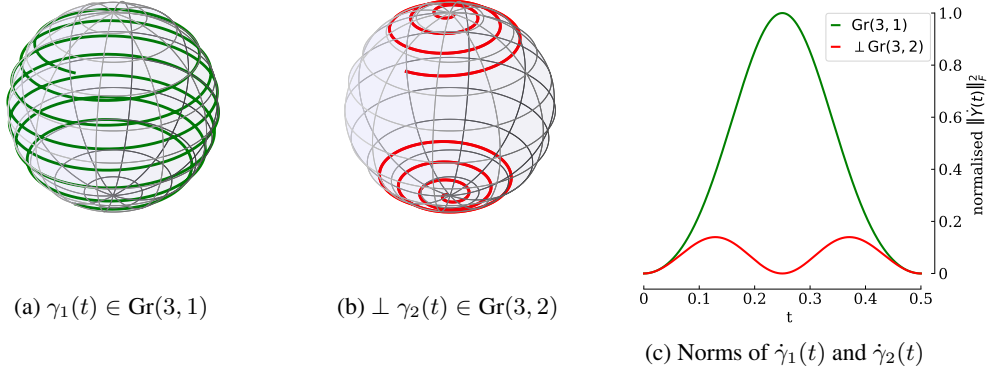 Gr(3, 1)
⊥ Gr(3, 2)
1.0
0.8
0.6
0.4
0.2
0
normalised ‖Ẏ(t)‖²_F
0 0.1 0.2 0.3 0.4 0.5
t
(a) γ₁(t) ∈ Gr(3, 1)
(b) ⊥ γ₂(t) ∈ Gr(3, 2)
(c) Norms of γ̇₁(t) and γ̇₂(t)